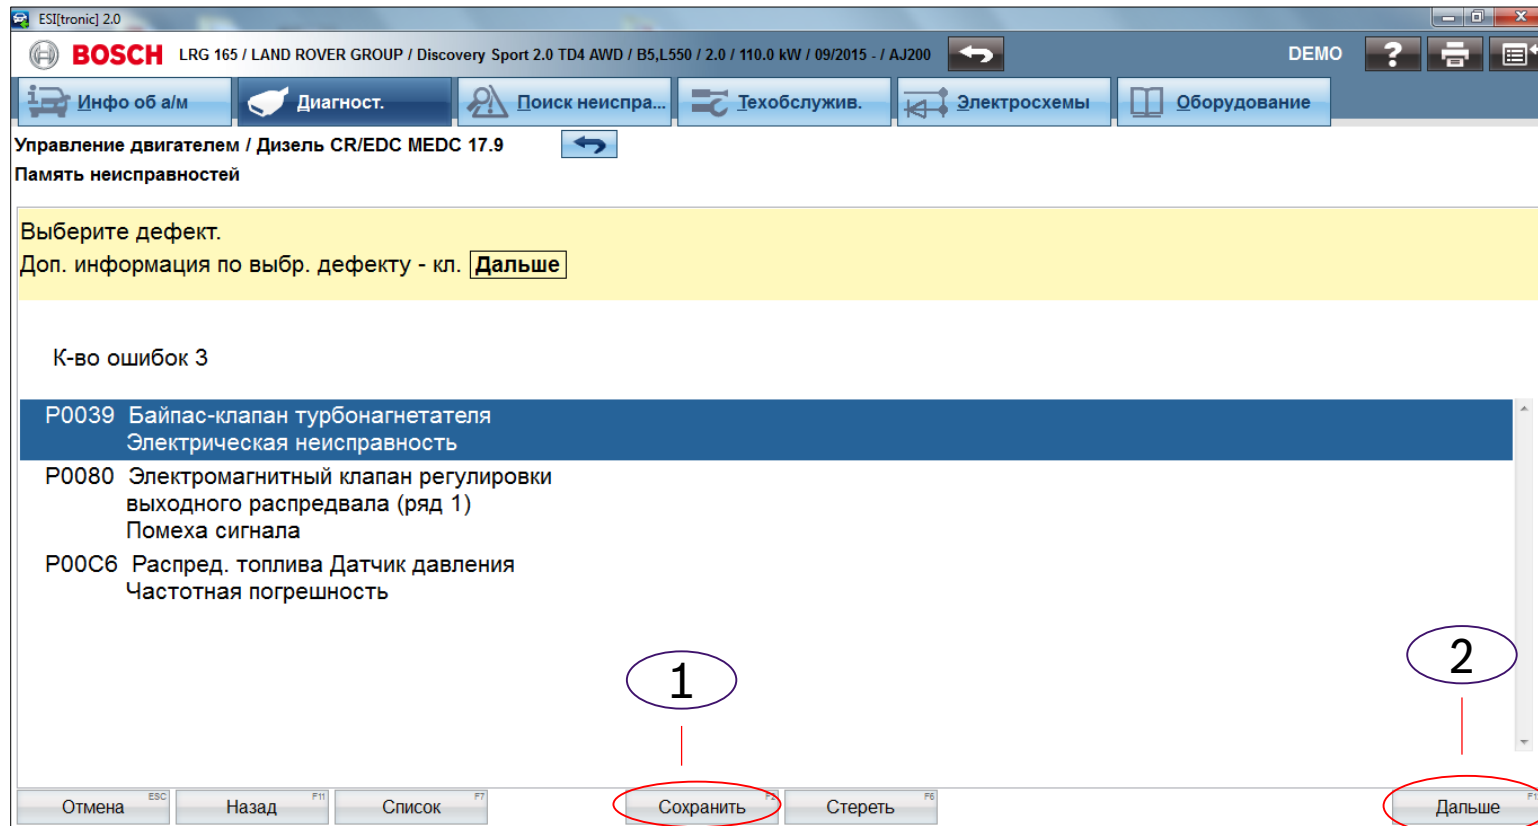 ESI[tronic] 2.0
BOSCH LRG 165 / LAND ROVER GROUP / Discovery Sport 2.0 TD4 AWD / B5,L550 / 2.0 / 110.0 kW / 09/2015 - / AJ200 DEMO ?
Инфо об а/м Диагност. Поиск неиспра... Техобслужив. Электросхемы Оборудование
Управление двигателем / Дизель CR/EDC MEDC 17.9
Память неисправностей
Выберите дефект.
Доп. информация по выбр. дефекту - кл. Дальше
К-во ошибок 3
P0039 Байпас-клапан турбонагнетателя
Электрическая неисправность
P0080 Электромагнитный клапан регулировки
выходного распредвала (ряд 1)
Помеха сигнала
P00C6 Распред. топлива Датчик давления
Частотная погрешность
1
2
Отмена ESC Назад F11 Список F7 Сохранить F2 Стереть F6 Дальше